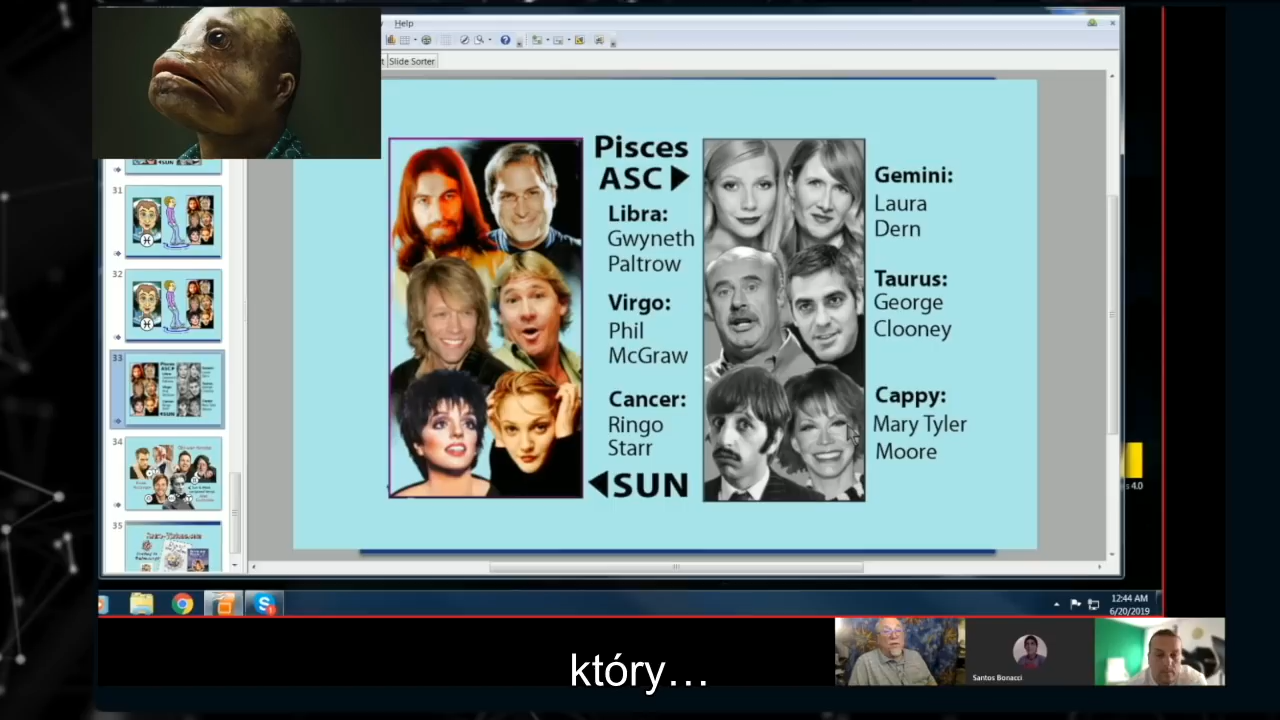 Help
Slide Sorter
31
32
33
34
35
Pisces
ASC
Libra:
Gwyneth
Paltrow
Virgo:
Phil
McGraw
Cancer:
Ringo
Starr
SUN
Gemini:
Laura
Dern
Taurus:
George
Clooney
Cappy:
Mary Tyler
Moore
s 4.0
12:44 AM
6/20/2019
Santos Bonacci
który…